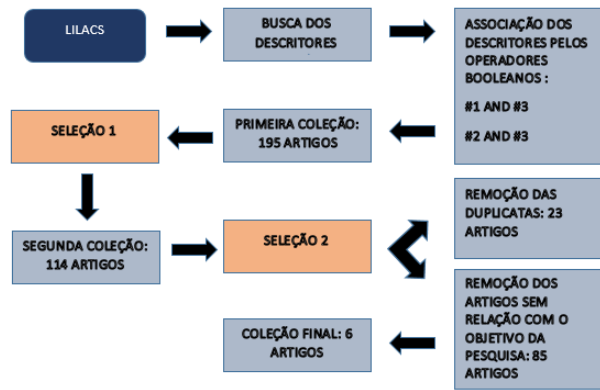 LILACS
BUSCA DOS
DESCRITORES
ASSOCIAÇÃO DOS
DESCRITORES PELOS
OPERADORES
BOOLEANOS :
#1 AND #3
#2 AND #3
PRIMEIRA COLEÇÃO:
195 ARTIGOS
SELEÇÃO 1
SEGUNDA COLEÇÃO:
114 ARTIGOS
SELEÇÃO 2
REMOÇÃO DAS
DUPLICATAS: 23
ARTIGOS
REMOÇÃO DOS
ARTIGOS SEM
RELAÇÃO COM O
OBJETIVO DA
PESQUISA: 85
ARTIGOS
COLEÇÃO FINAL: 6
ARTIGOS